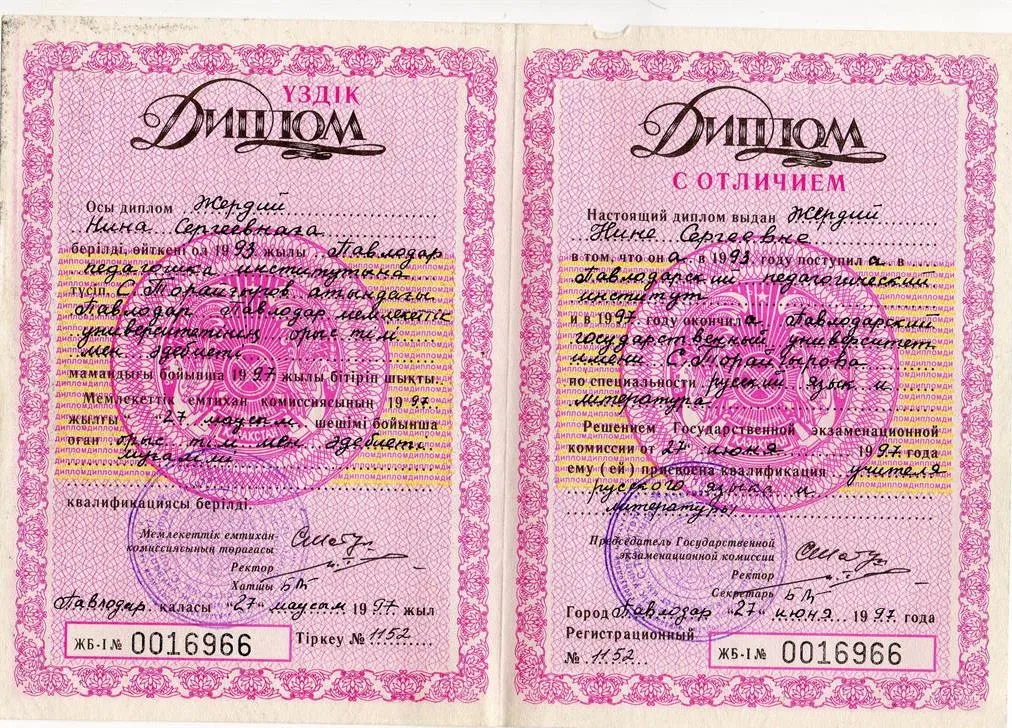 ҮЗДІК
ДИПЛОМ
Осы диплом Жердий
Нина Сергеевнаға
берілді, өйткені ол 1993 жылы Павлодар
педагогика институтына
түсіп, С. Торайғыров атындағы
Павлодар Павлодар мемлекеттік
университетінің орыс тілі
мен әдебиеті
мамандығы бойынша 1997 жылы бітіріп шықты.
Мемлекеттік емтихан комиссиясының 1997.
жылғы "27" маусым шешімі бойынша
оған орыс тілі мен әдебиеті
мұғалімі
квалификациясы берілді.
Мемлекеттік емтихан-
комиссиясының төрағасы
Ректор
Хатшы
Павлодар қаласы "27" маусым 1997 жыл
ЖБ-I № 0016966
Тіркеу № 1152
ДИПЛОМ
С ОТЛИЧИЕМ
Настоящий диплом выдан Жердий
Нине Сергеевне
в том, что она в 1993 году поступила в
Павлодарский педагогический
институт
и в 1997 году окончила Павлодарский
государственный университет
имени С. Торайгырова
по специальности русский язык и
литература
Решением Государственной экзаменационной
комиссии от 27 июня 1997 года
ему (ей) присвоена квалификация учителя
русского языка и
литературы
Председатель Государственной
экзаменационной комиссии
Ректор
Секретарь
Город Павлодар "27" июня 1997 года
Регистрационный
№ 1152
ЖБ-I № 0016966